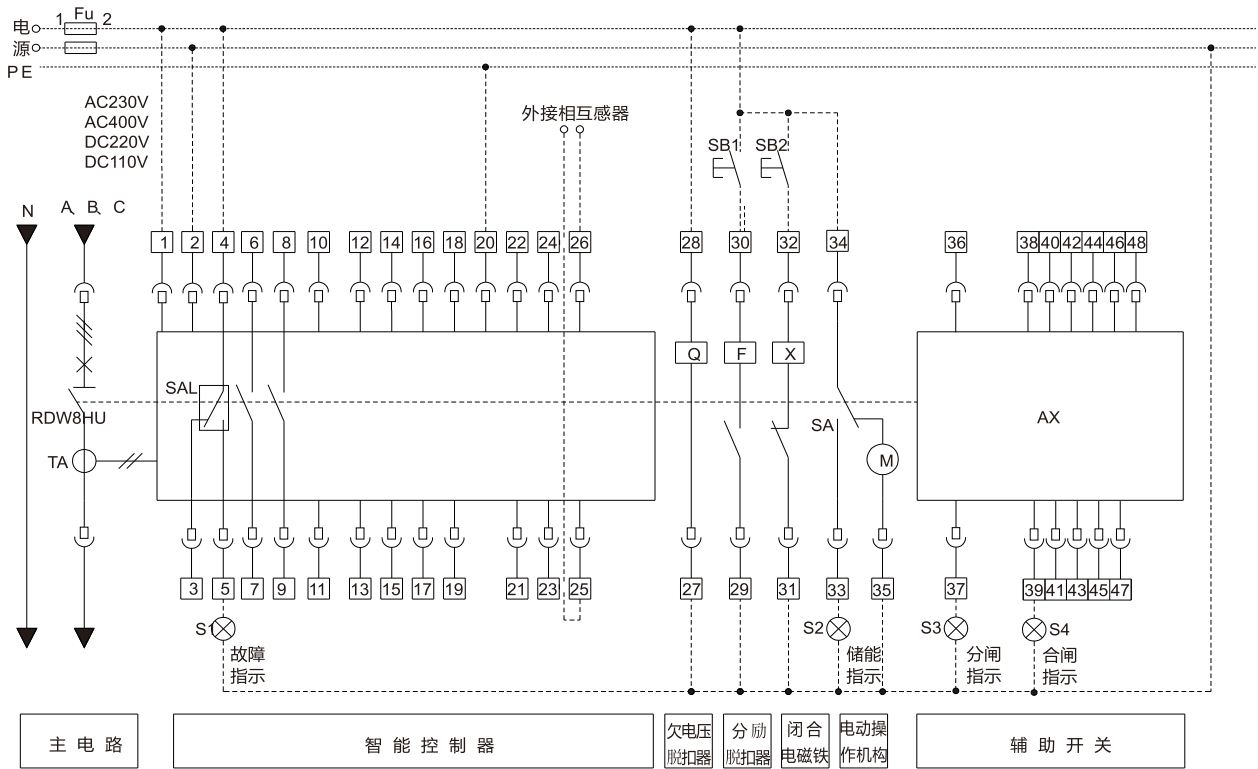 电 1 Fu 2
源
PE
AC230V
AC400V
DC220V
DC110V
外接相互感器
SB1 SB2
N A、B、C
1 2 4 6 8 10 12 14 16 18 20 22 24 26 28 30 32 34 36 38 40 42 44 46 48
Q F X
SAL
RDW8HU SA AX
TA M
3 5 7 9 11 13 15 17 19 21 23 25 27 29 31 33 35 37 39 41 43 45 47
S1 S2 S3 S4
故障 储能 分闸 合闸
指示 指示 指示 指示
主电路
智能控制器
欠电压
脱扣器
分励
脱扣器
闭合
电磁铁
电动操
作机构
辅助开关